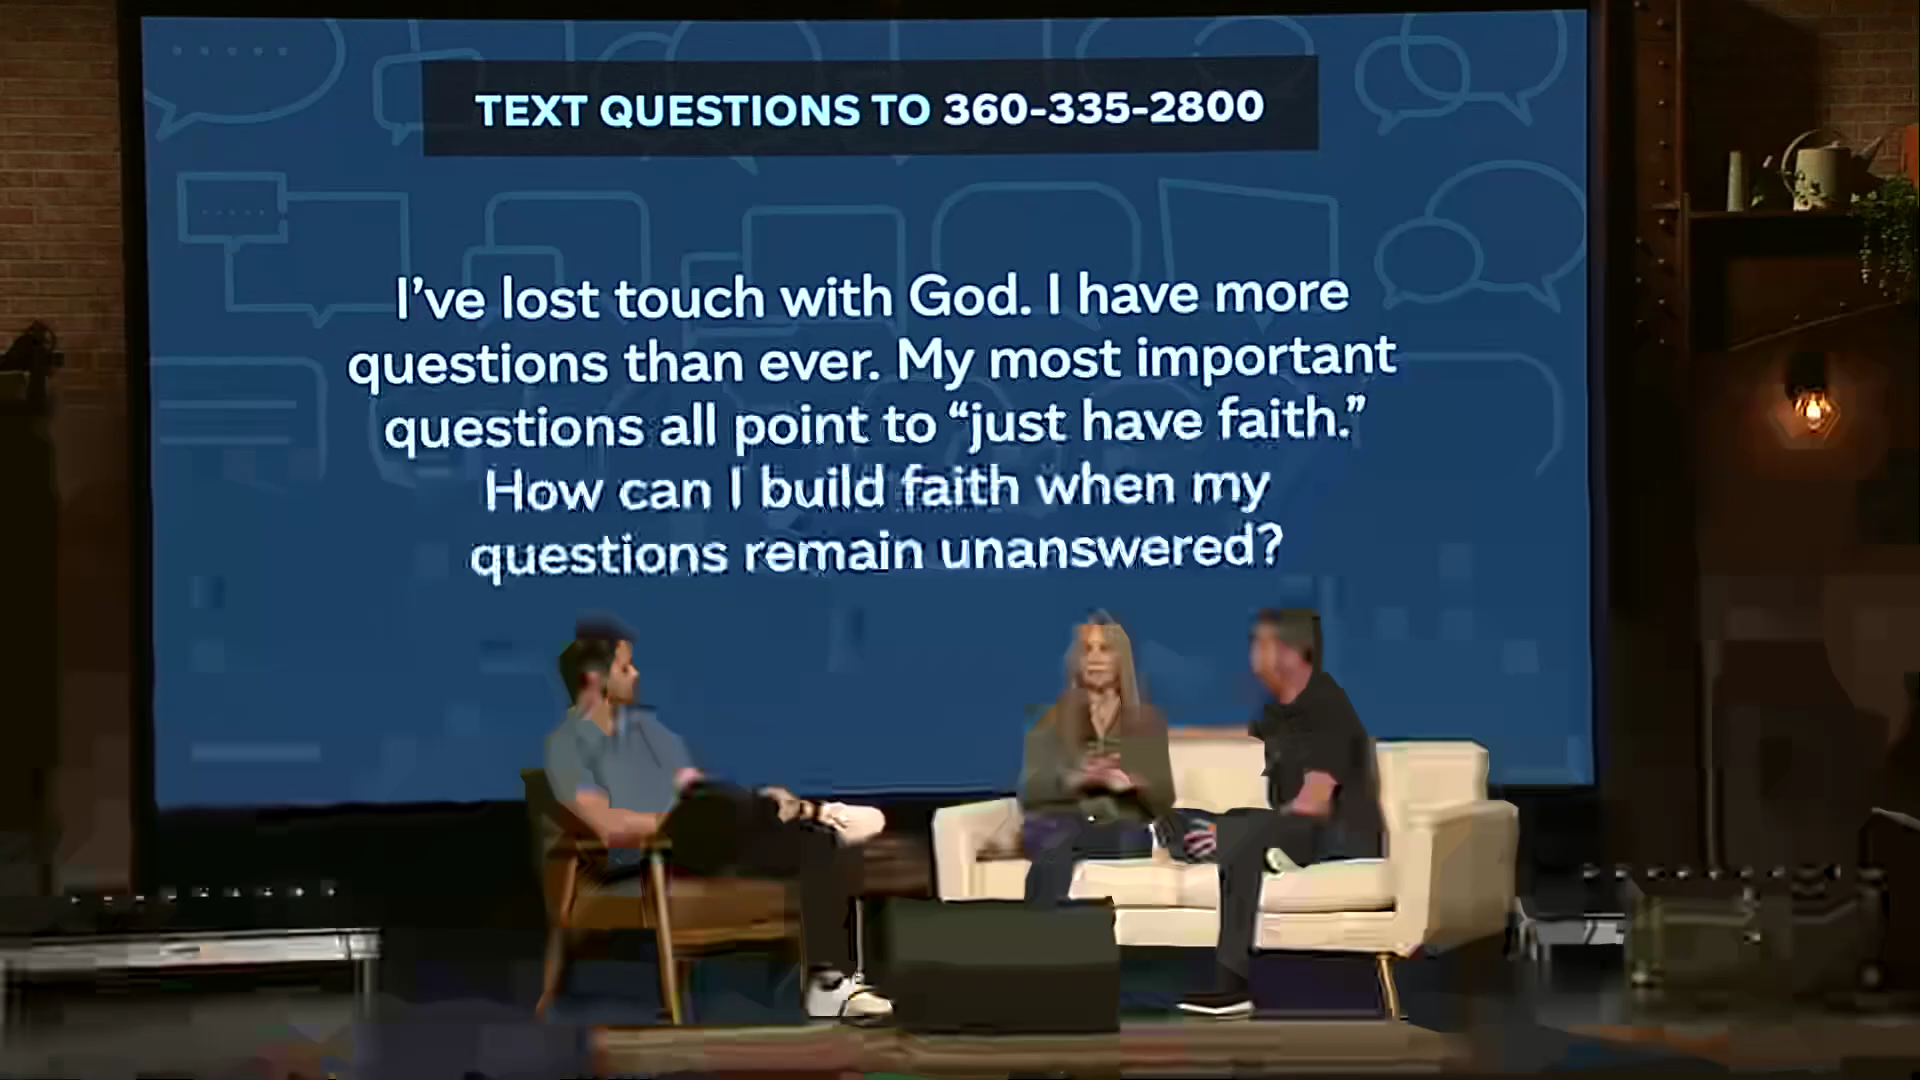 TEXT QUESTIONS TO 360-335-2800
I’ve lost touch with God. I have more
questions than ever. My most important
questions all point to “just have faith.”
How can I build faith when my
questions remain unanswered?